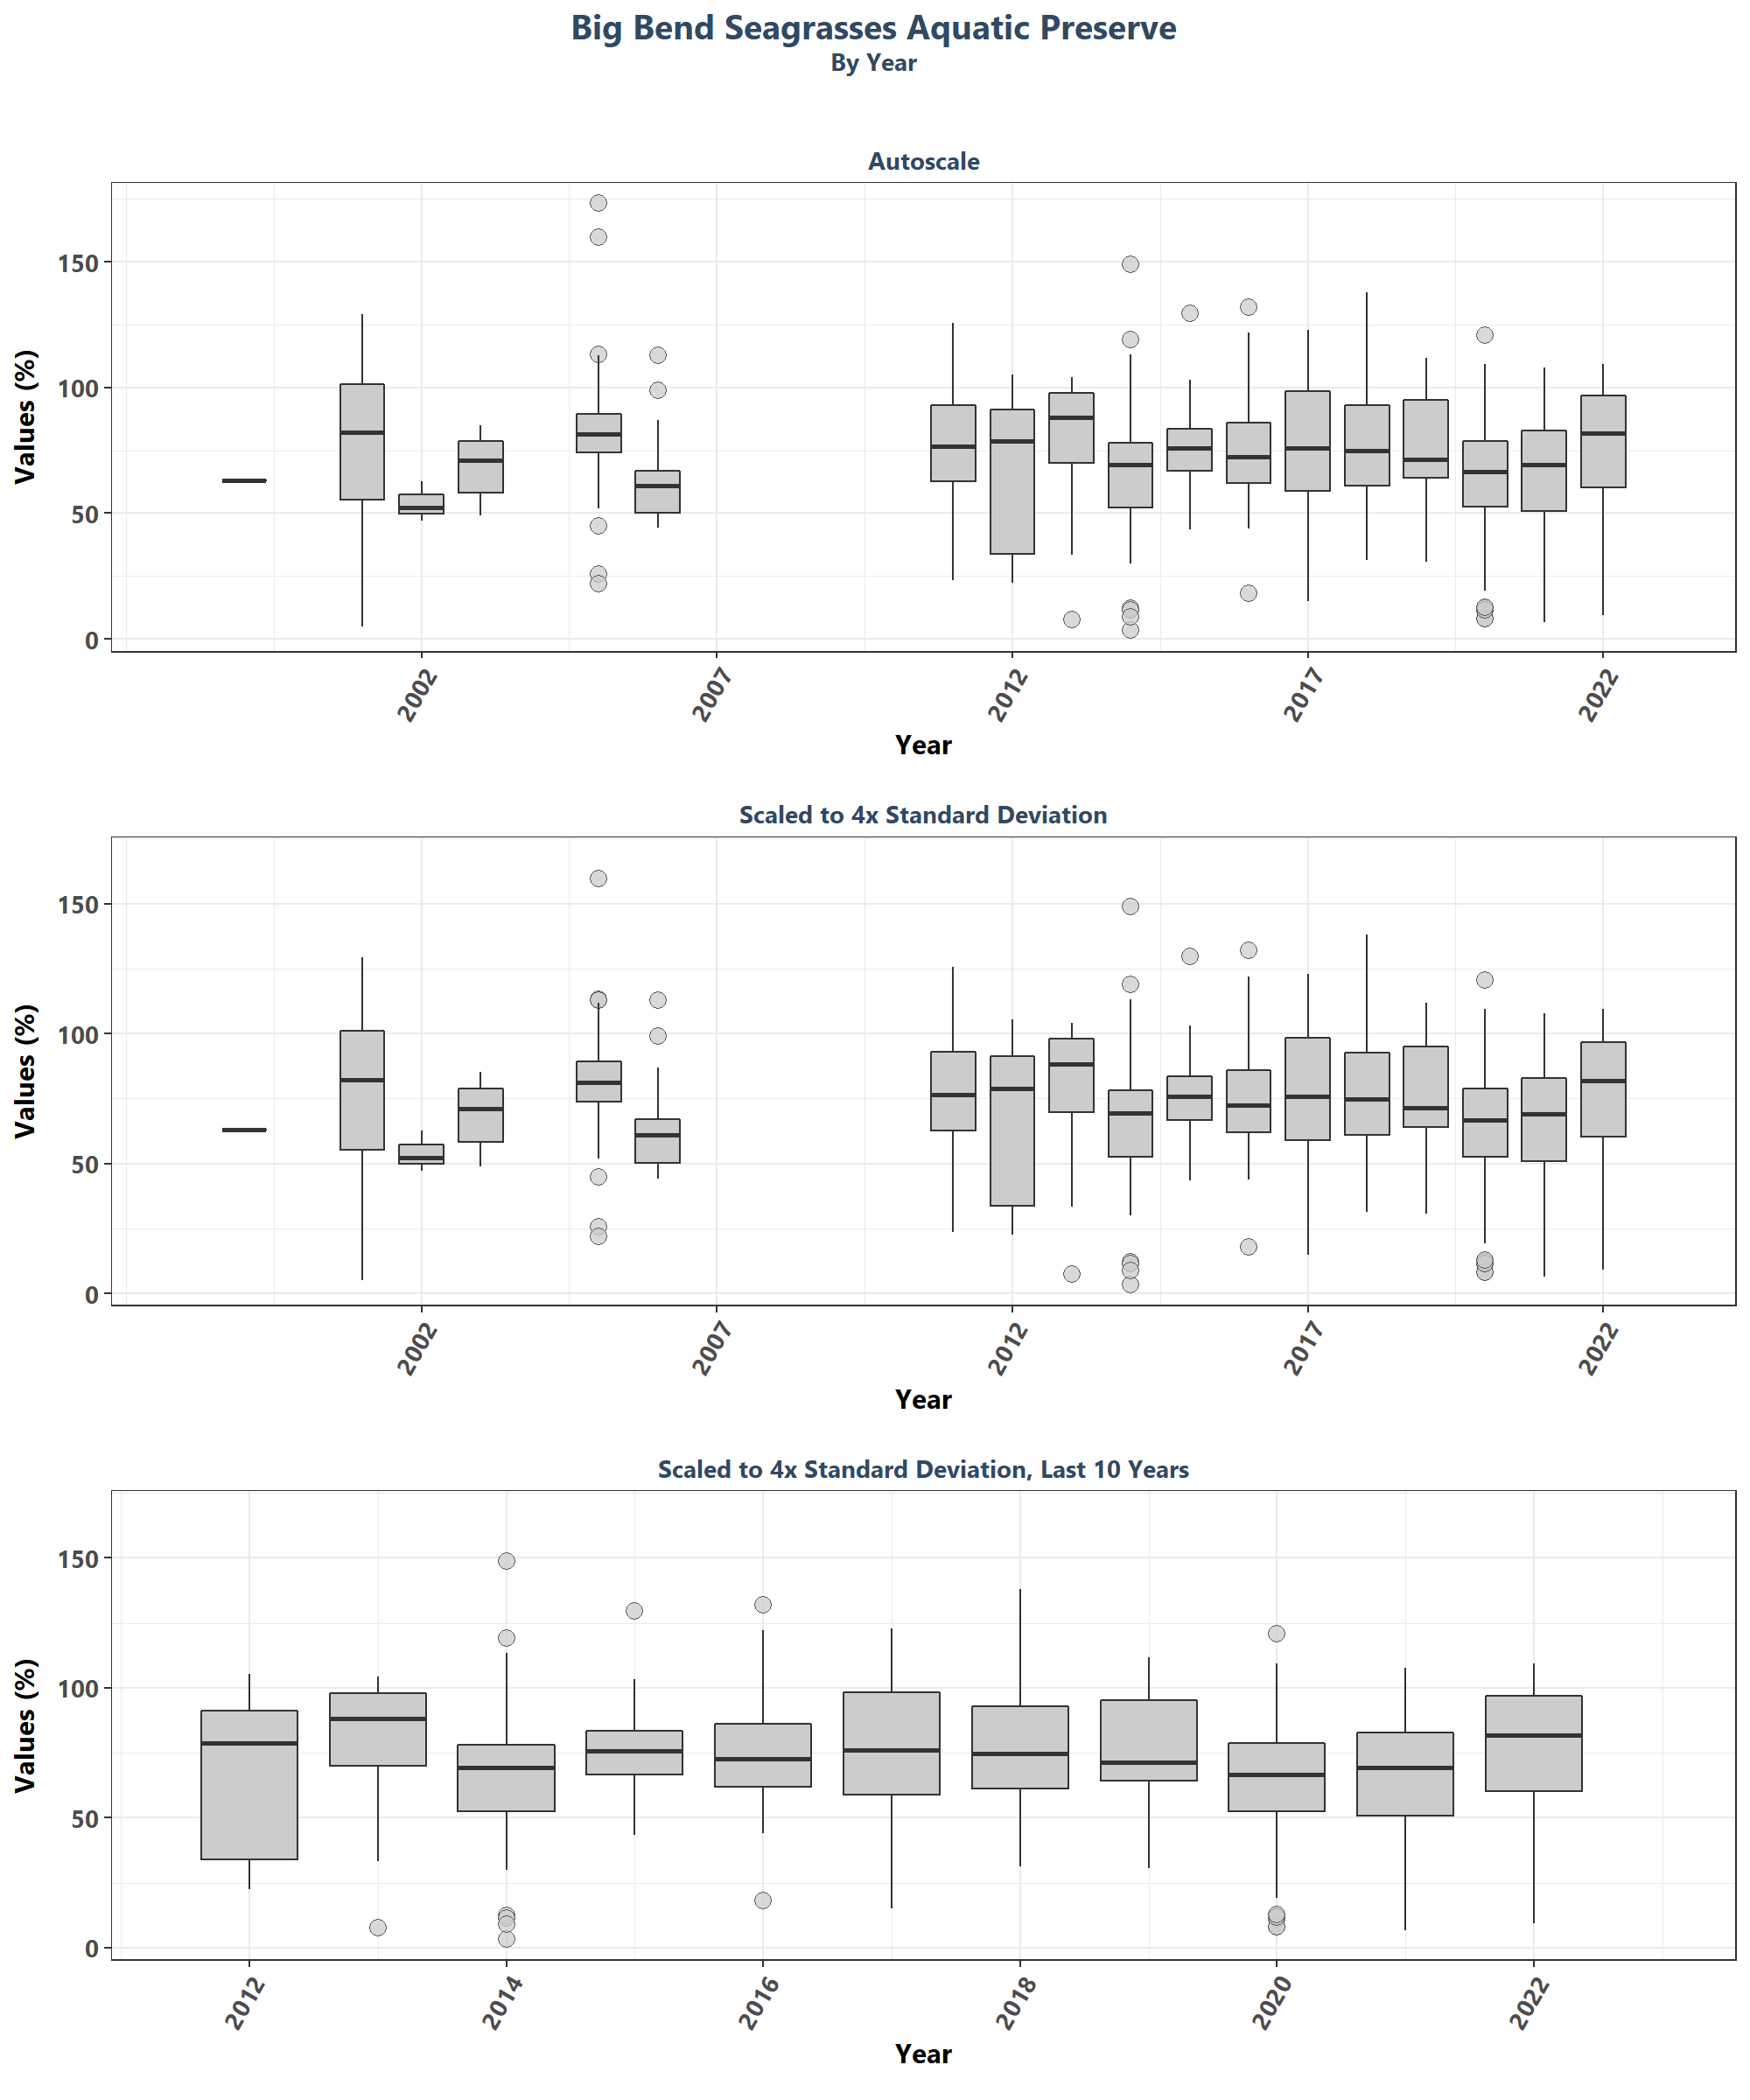 Big Bend Seagrasses Aquatic Preserve
By Year
Autoscale
Values (%)
150
100
50
0
2002 2007 2012 2017 2022
Year
Scaled to 4x Standard Deviation
Values (%)
150
100
50
0
2002 2007 2012 2017 2022
Year
Scaled to 4x Standard Deviation, Last 10 Years
Values (%)
150
100
50
0
2012 2014 2016 2018 2020 2022
Year